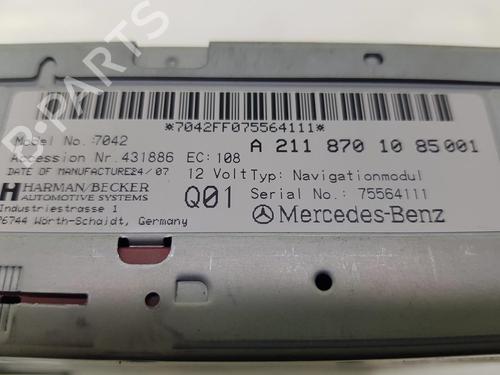 B-PARTS
*7042FF075564111*
Model No.:7042
Accession Nr.431886 EC:108
A 211 870 10 85 001
DATE OF MANUFACTURE24/07
12 Volt Typ: Navigationmodul
HARMAN/BECKER
AUTOMOTIVE SYSTEMS
Q01
Serial No.: 75564111
Industriestrasse 1
76744 Wörth-Schaidt, Germany
Mercedes-Benz